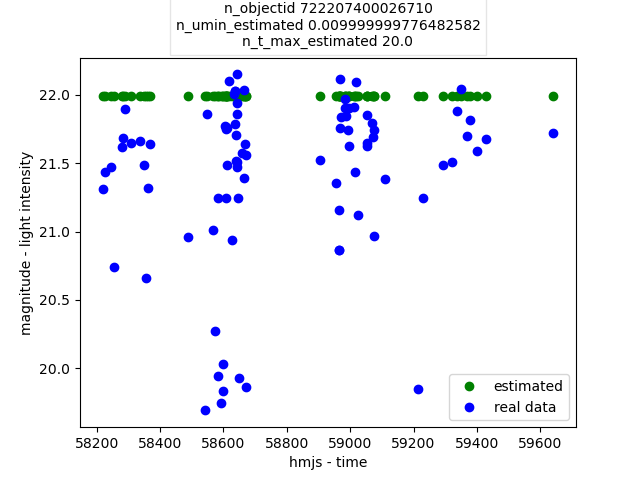 n_objectid 722207400026710
n_umin_estimated 0.009999999776482582
n_t_max_estimated 20.0
magnitude - light intensity
22.0
21.5
21.0
20.5
20.0
58200 58400 58600 58800 59000 59200 59400 59600
hmjs - time
estimated
real data